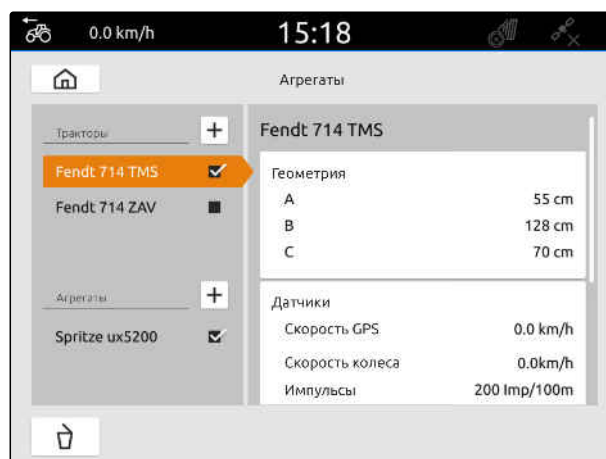 0.0 km/h 15:18
Агрегаты
Тракторы
Fendt 714 TMS
Fendt 714 ZAV
Агрегаты
Spritze ux5200
Fendt 714 TMS
Геометрия
A 55 cm
B 128 cm
C 70 cm
Датчики
Скорость GPS 0.0 km/h
Скорость колеса 0.0km/h
Импульсы 200 Imp/100m